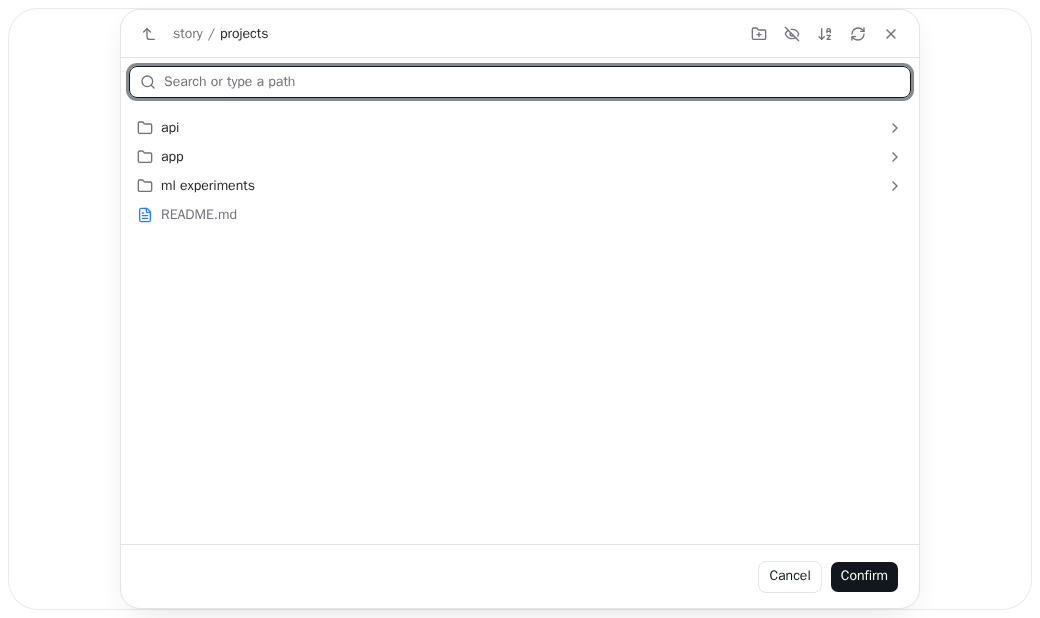 story / projects
Search or type a path
api
app
ml experiments
README.md
Cancel
Confirm